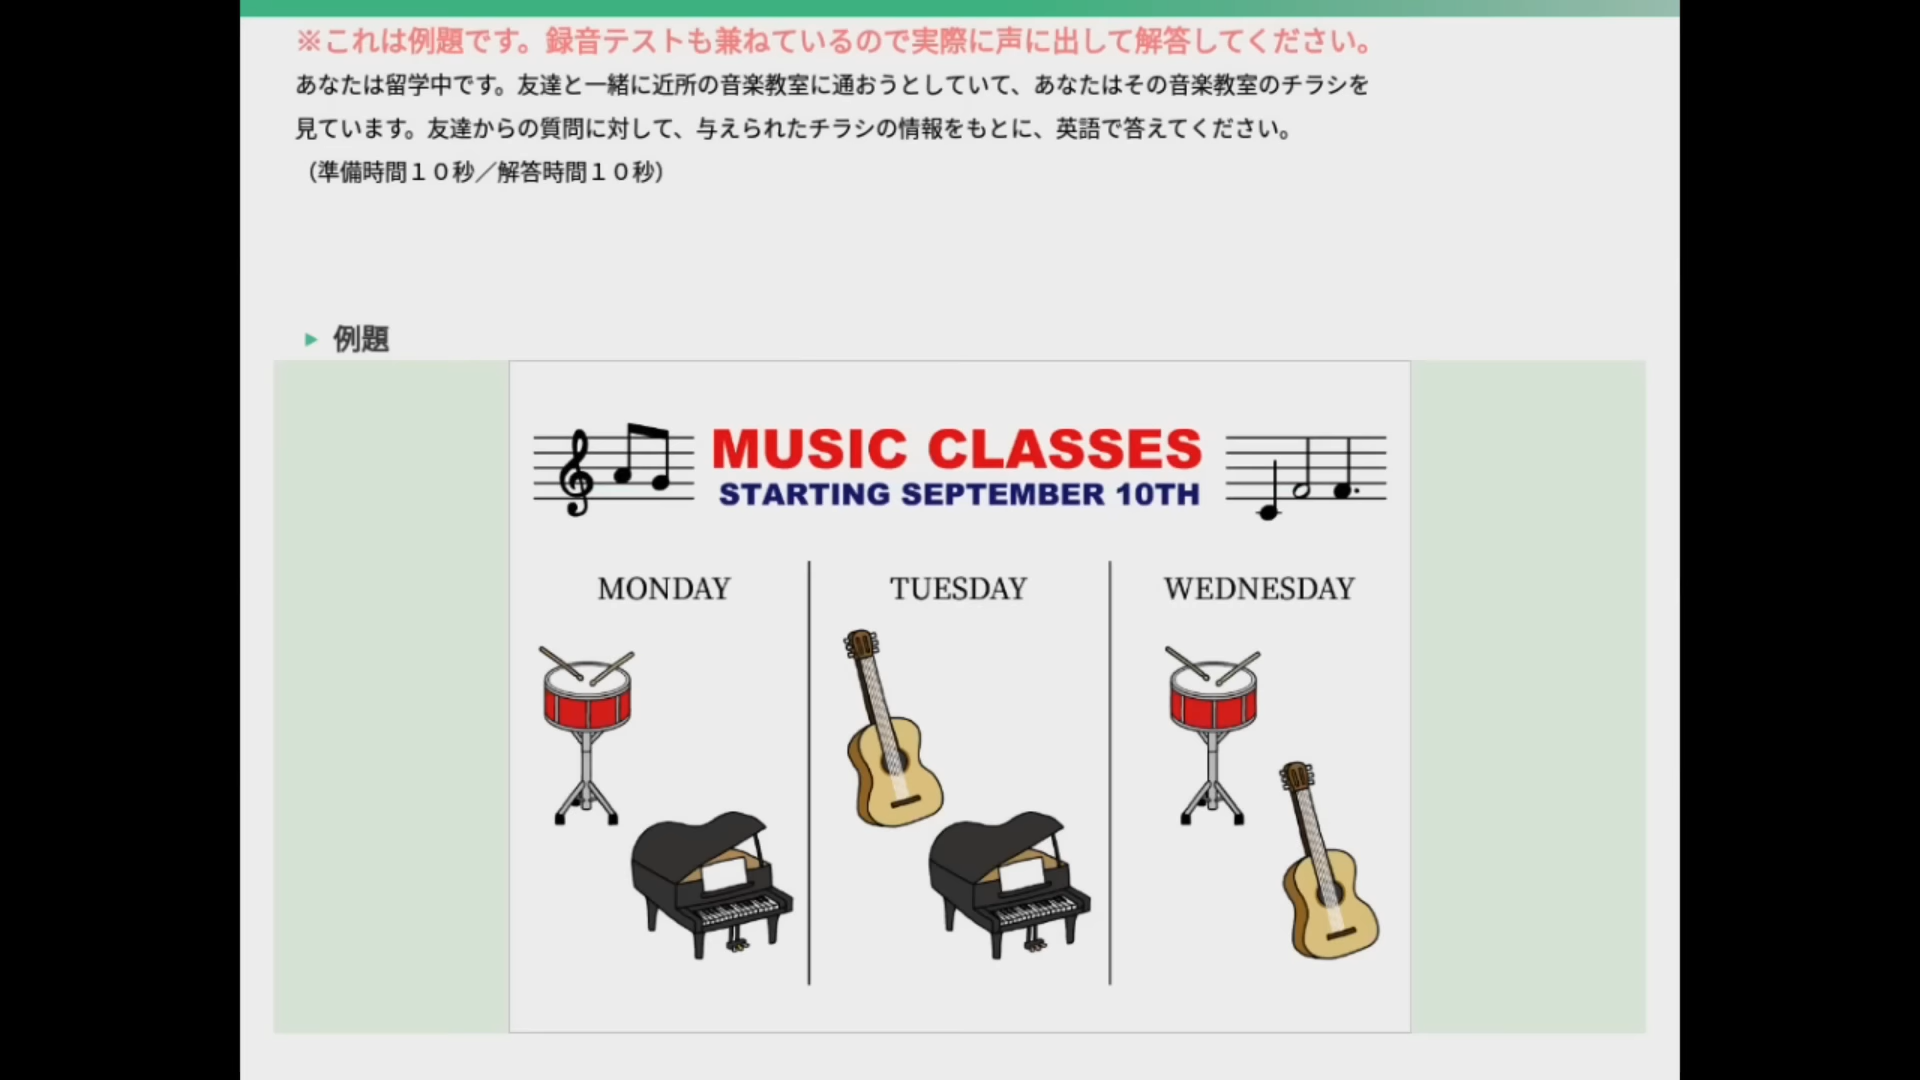 ※これは例題です。録音テストも兼ねているので実際に声に出して解答してください。
あなたは留学中です。友達と一緒に近所の音楽教室に通おうとしていて、あなたはその音楽教室のチラシを
見ています。友達からの質問に対して、与えられたチラシの情報をもとに、英語で答えてください。
（準備時間１０秒／解答時間１０秒）
例題
MUSIC CLASSES
STARTING SEPTEMBER 10TH
MONDAY
TUESDAY
WEDNESDAY